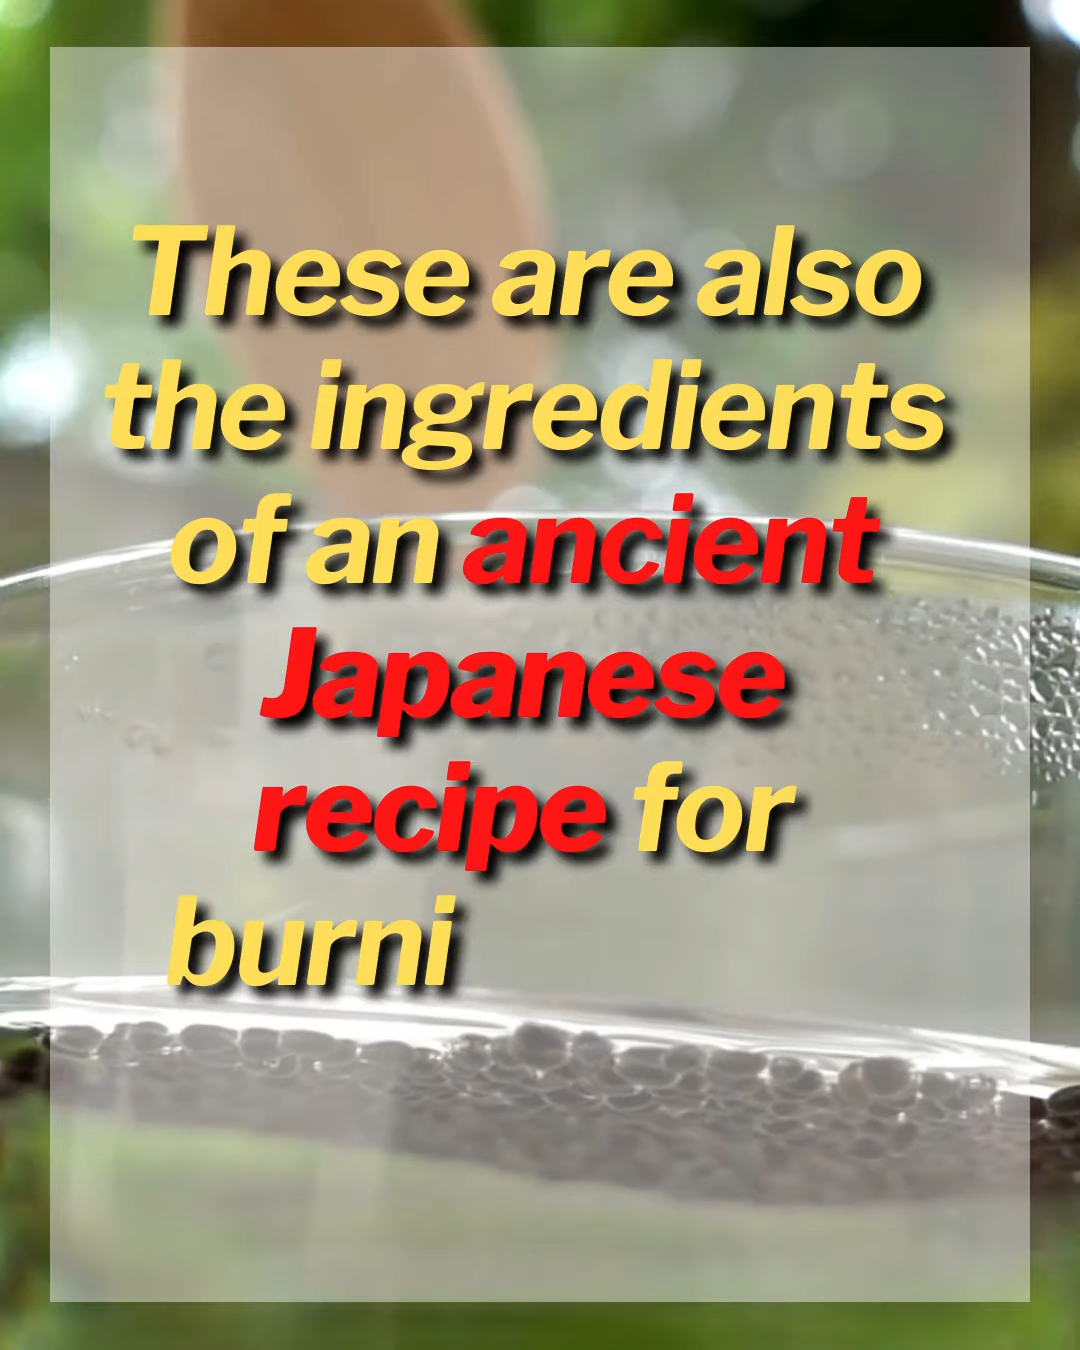 These are also
the ingredients
of an ancient
Japanese
recipe for
burni